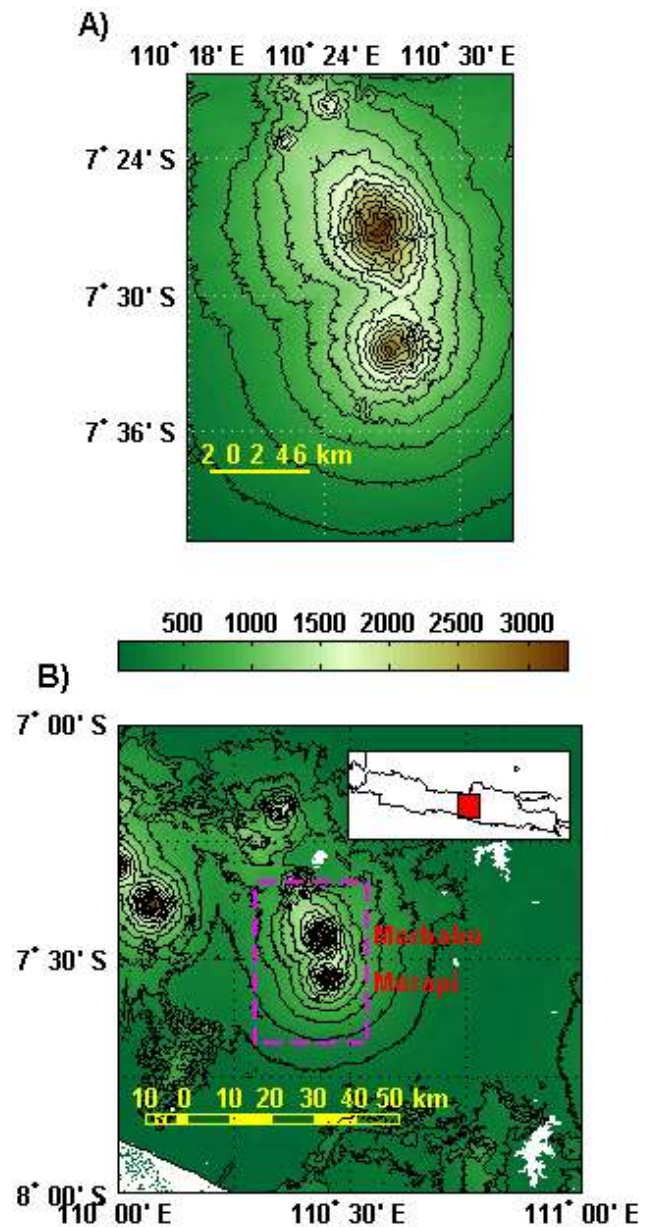 A)
110° 18' E 110° 24' E 110° 30' E
7° 24' S
7° 30' S
7° 36' S
2 0 2 4 6 km
500 1000 1500 2000 2500 3000
B)
7° 00' S
Merbabu
7° 30' S
Merapi
10 0 10 20 30 40 50 km
8° 00' S
110° 00' E 110° 30' E 111° 00' E